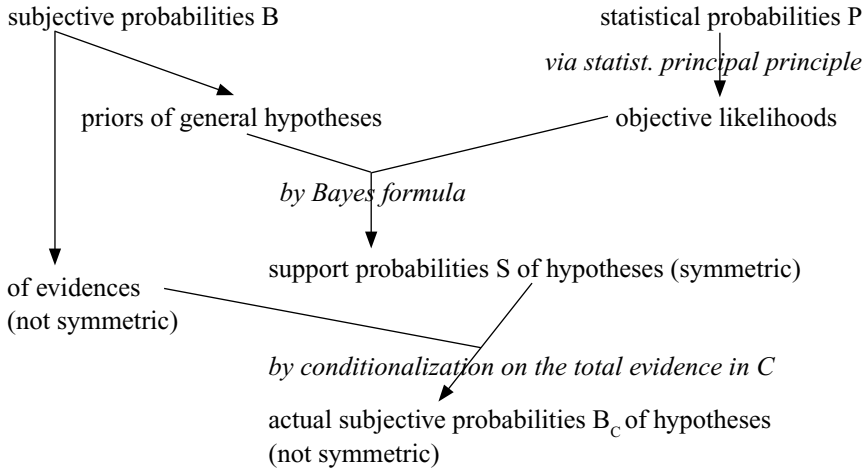 subjective probabilities B
statistical probabilities P
via statist. principal principle
priors of general hypotheses
objective likelihoods
by Bayes formula
support probabilities S of hypotheses (symmetric)
of evidences
(not symmetric)
by conditionalization on the total evidence in C
actual subjective probabilities B_C of hypotheses
(not symmetric)